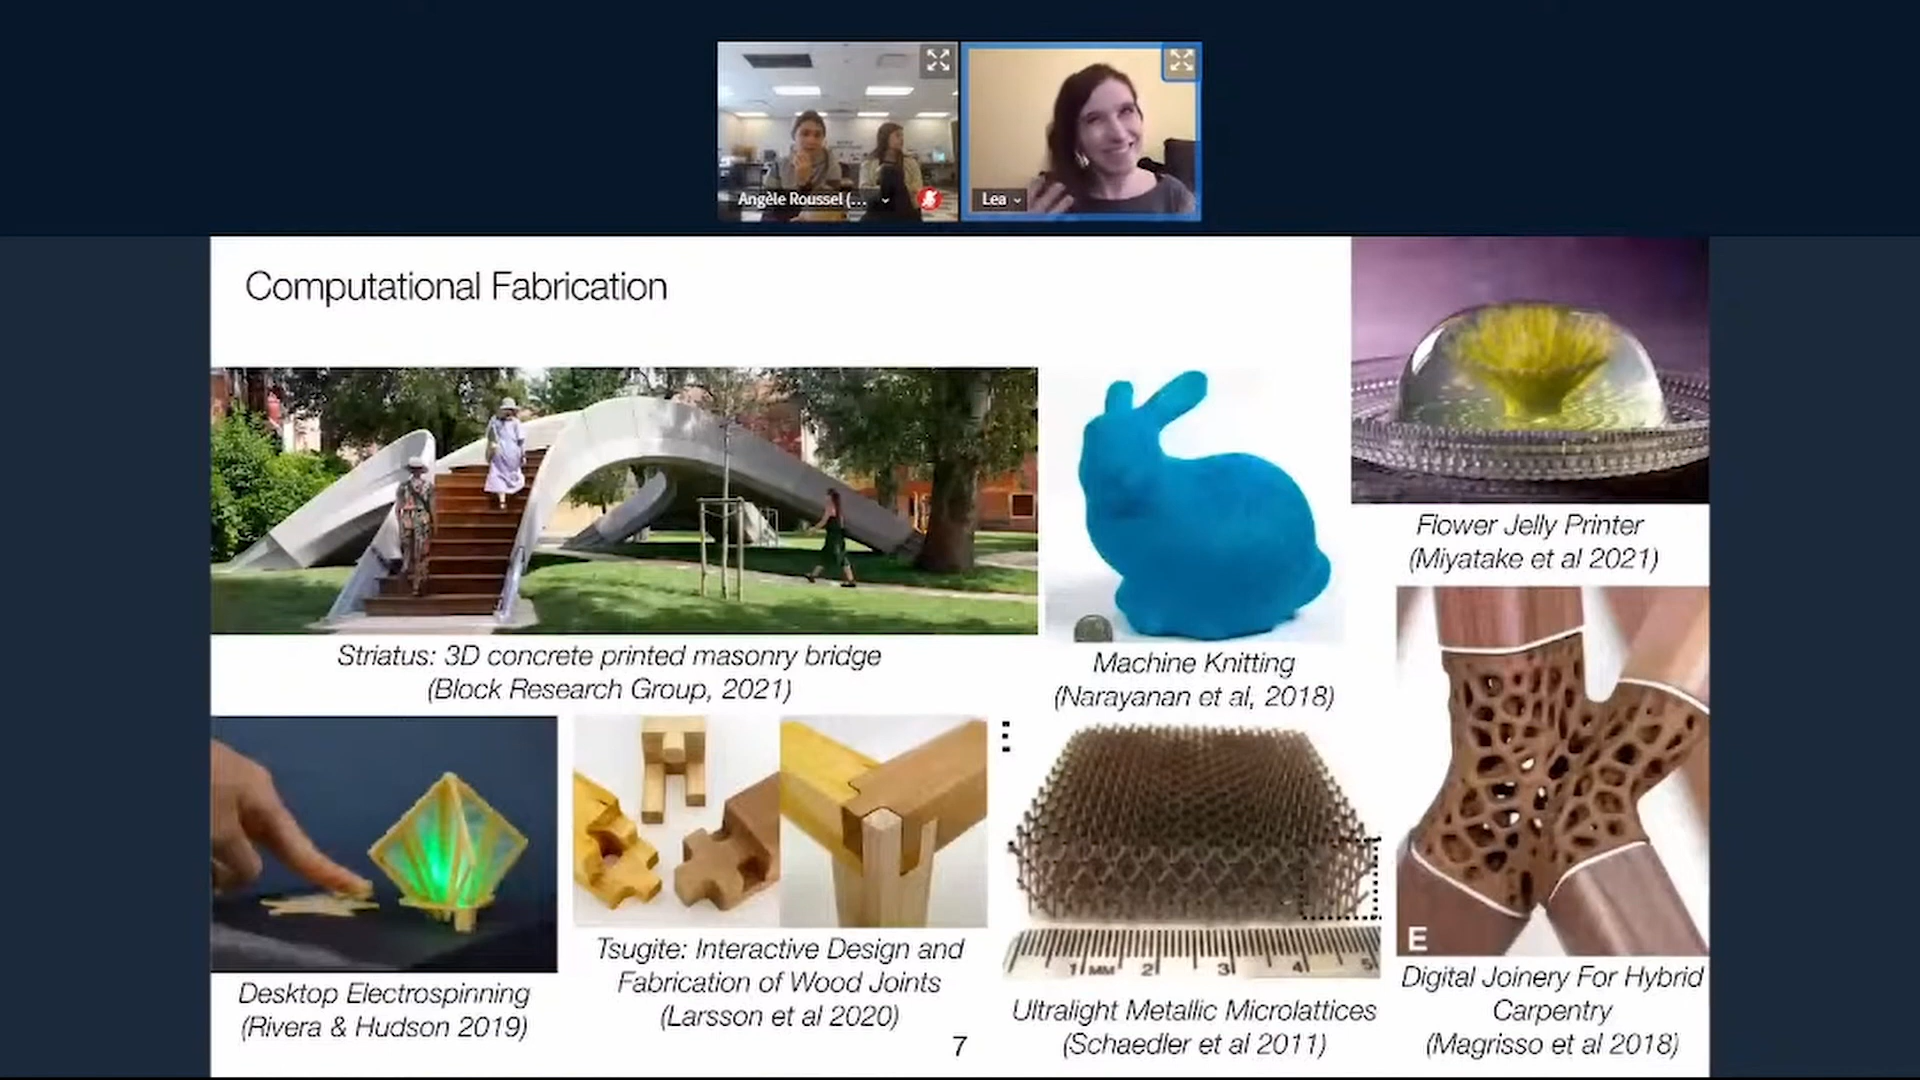 Angèle Roussel (...
Lea
Computational Fabrication
Flower Jelly Printer
(Miyatake et al 2021)
Striatus: 3D concrete printed masonry bridge
(Block Research Group, 2021)
Machine Knitting
(Narayanan et al, 2018)
Desktop Electrospinning
(Rivera & Hudson 2019)
Tsugite: Interactive Design and
Fabrication of Wood Joints
(Larsson et al 2020)
1 MM 2 3 4 5
Ultralight Metallic Microlattices
(Schaedler et al 2011)
E
Digital Joinery For Hybrid
Carpentry
(Magrisso et al 2018)
7